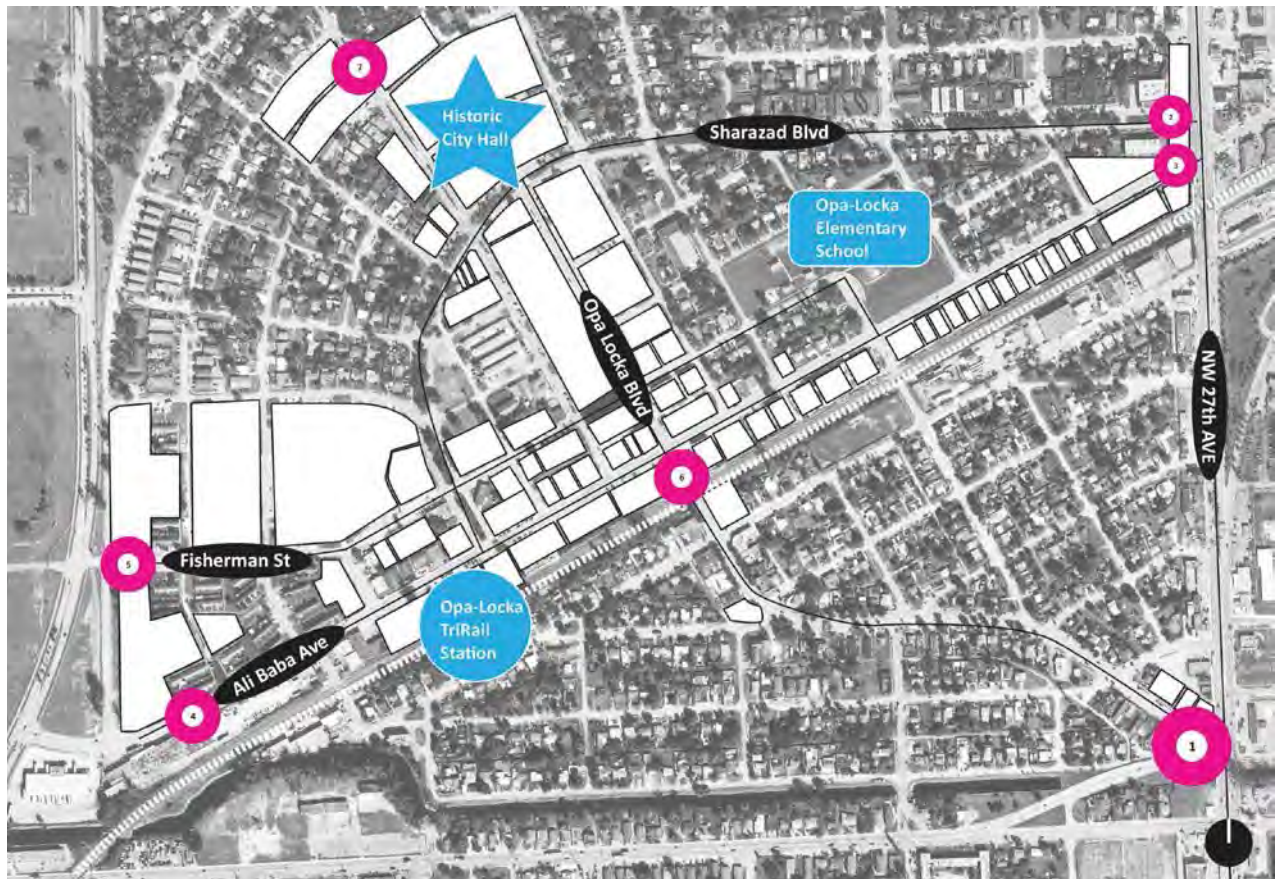 7
Historic
City Hall
Sharazad Blvd
2
3
Opa-Locka
Elementary
School
Opa Locka Blvd
NW 27th AVE
6
5
Fisherman St
Opa-Locka
TriRail
Station
Ali Baba Ave
4
1